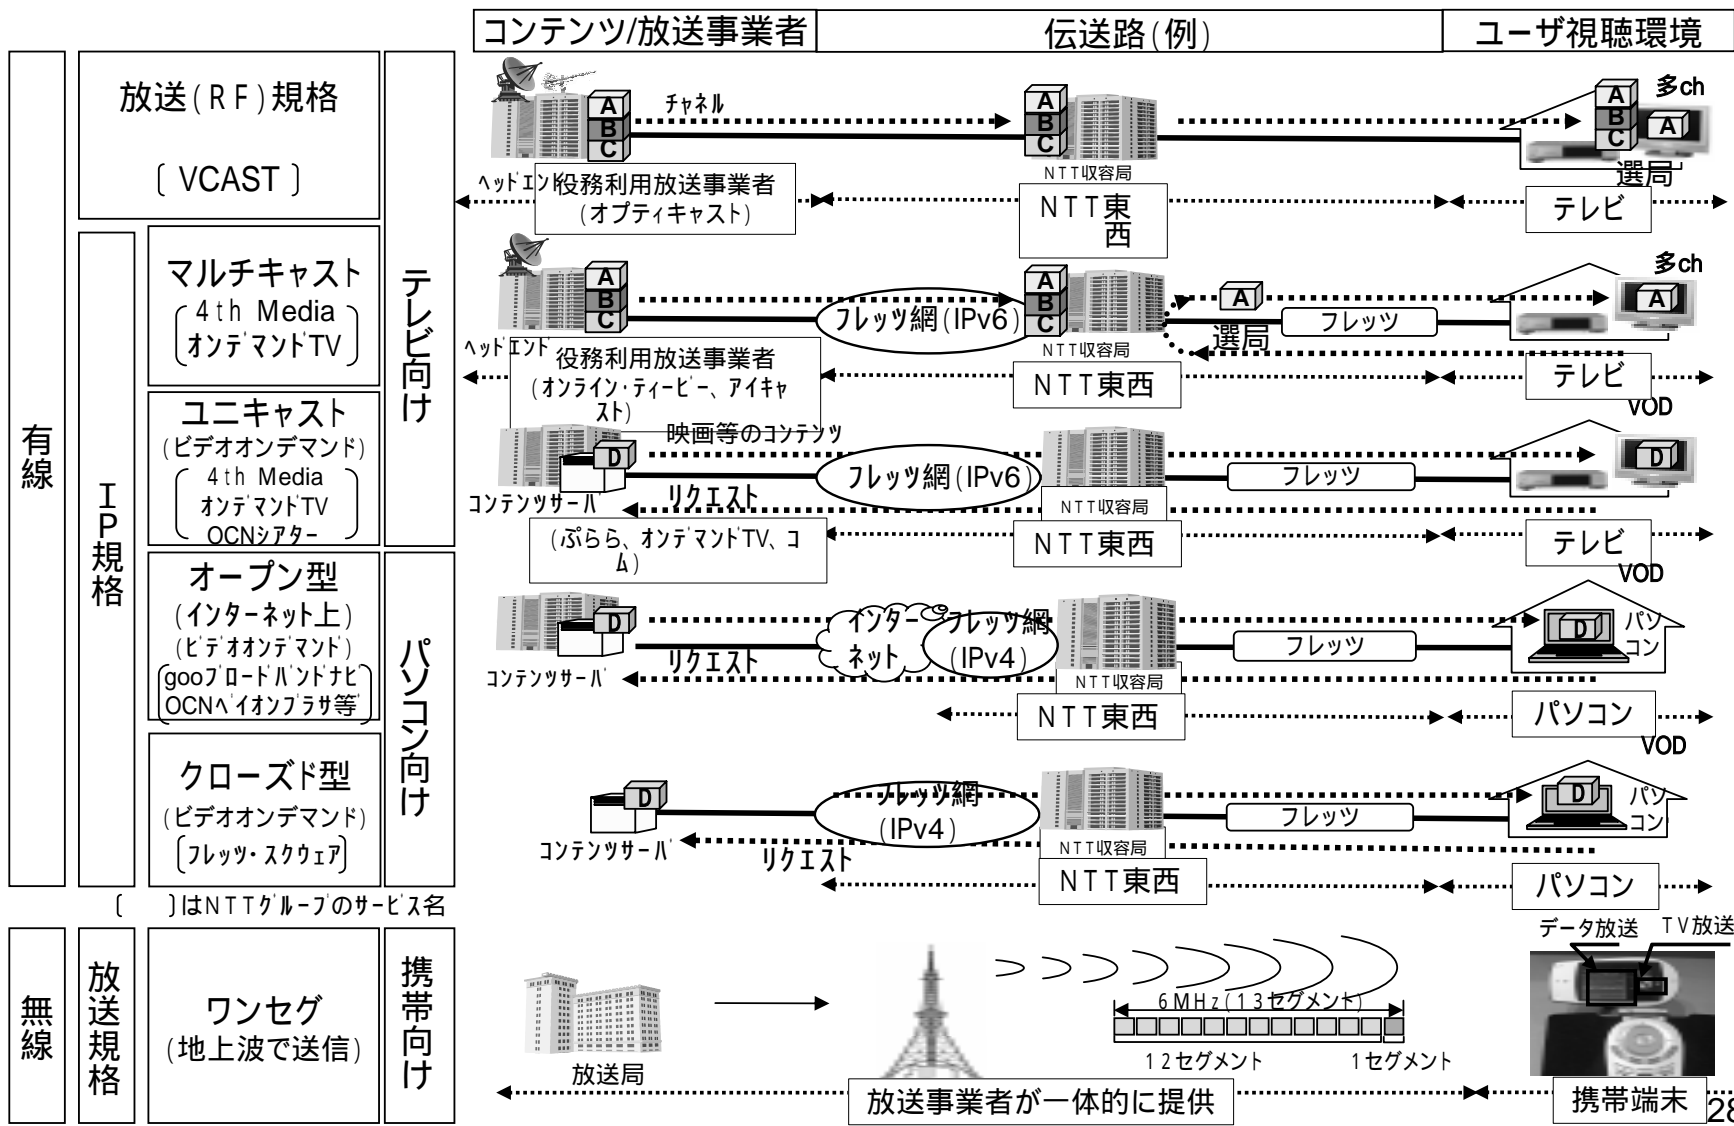 コンテンツ/放送事業者
伝送路(例)
ユーザ視聴環境
有線
放送(RF)規格
〔 VCAST 〕
テレビ向け
チャネル
A
B
C
A
B
C
A
B
C
A
多ch
選局
NTT収容局
ヘッドエンド
役務利用放送事業者
(オプティキャスト)
NTT東
西
テレビ
IP規格
マルチキャスト
4th Media
オンデマンドTV
A
B
C
フレッツ網(IPv6)
A
B
C
A
選局
フレッツ
多ch
A
NTT収容局
ヘッドエンド
役務利用放送事業者
(オンライン・ティービー、アイキャ
スト)
NTT東西
テレビ
ユニキャスト
(ビデオオンデマンド)
4th Media
オンデマンドTV
OCNシアター
VOD
映画等のコンテンツ
D
フレッツ網(IPv6)
フレッツ
D
リクエスト
コンテンツサーバ
NTT収容局
(ぷらら、オンデマンドTV、コ
ム)
NTT東西
テレビ
パソコン向け
オープン型
(インターネット上)
(ビデオオンデマンド)
gooブロードバンドナビ
OCNペイオンプラザ等
VOD
D
インター
ネット
フレッツ網
(IPv4)
フレッツ
D
パソ
コン
リクエスト
コンテンツサーバ
NTT収容局
NTT東西
パソコン
クローズド型
(ビデオオンデマンド)
フレッツ・スクウェア
VOD
D
フレッツ網
(IPv4)
フレッツ
D
パソ
コン
コンテンツサーバ
リクエスト
NTT収容局
NTT東西
パソコン
〔 〕はNTTグループのサービス名
無線
放送規格
ワンセグ
(地上波で送信)
携帯向け
放送局
6MHz(13セグメント)
12セグメント
1セグメント
データ放送
TV放送
放送事業者が一体的に提供
携帯端末
28